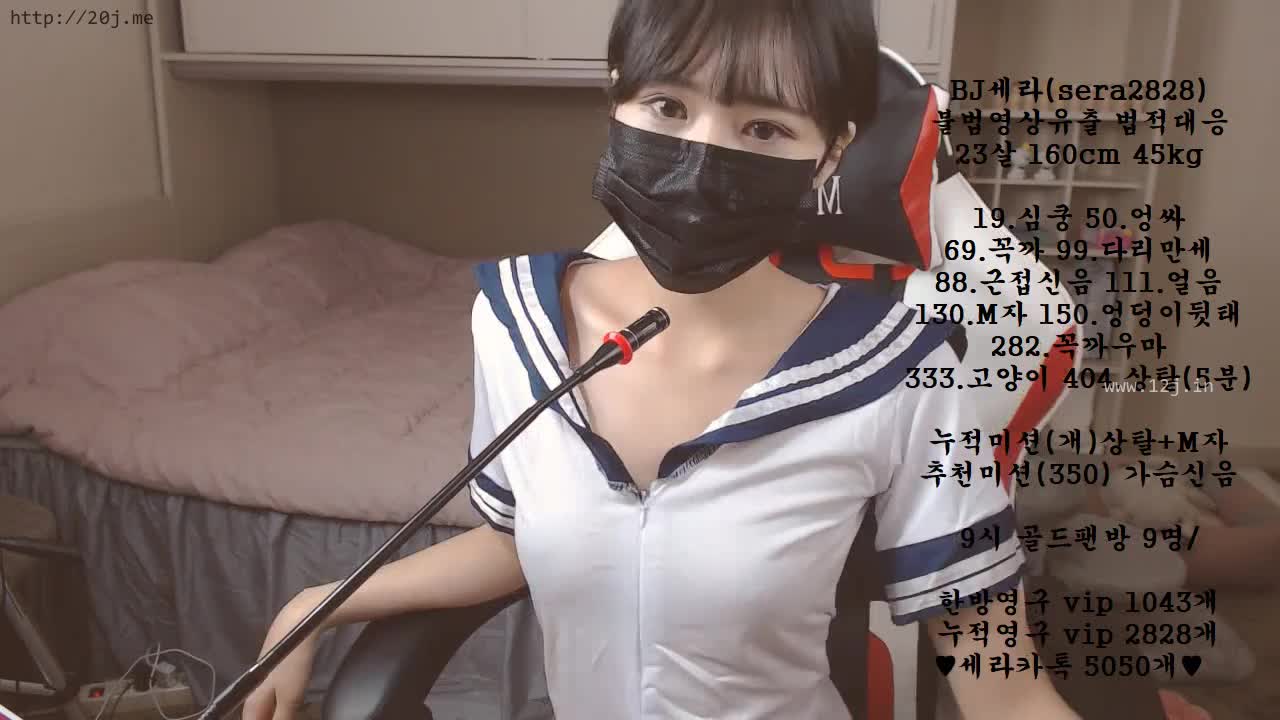 http://20j.me
BJ세라(sera2828)
불법영상유출 법적대응
23살 160cm 45kg
19.심쿵 50.엉싸
69.꼭까 99.다리만세
88.근접신음 111.얼음
130.M자 150.엉덩이뒷태
282.꼭까우마
333.고양이 404 상탈(5분)
www.12j.in
누적미션(개)상탈+M자
추천미션(350) 가슴신음
9시 골드팬방 9명/
한방영구 vip 1043개
누적영구 vip 2828개
♥세라카톡 5050개♥
M